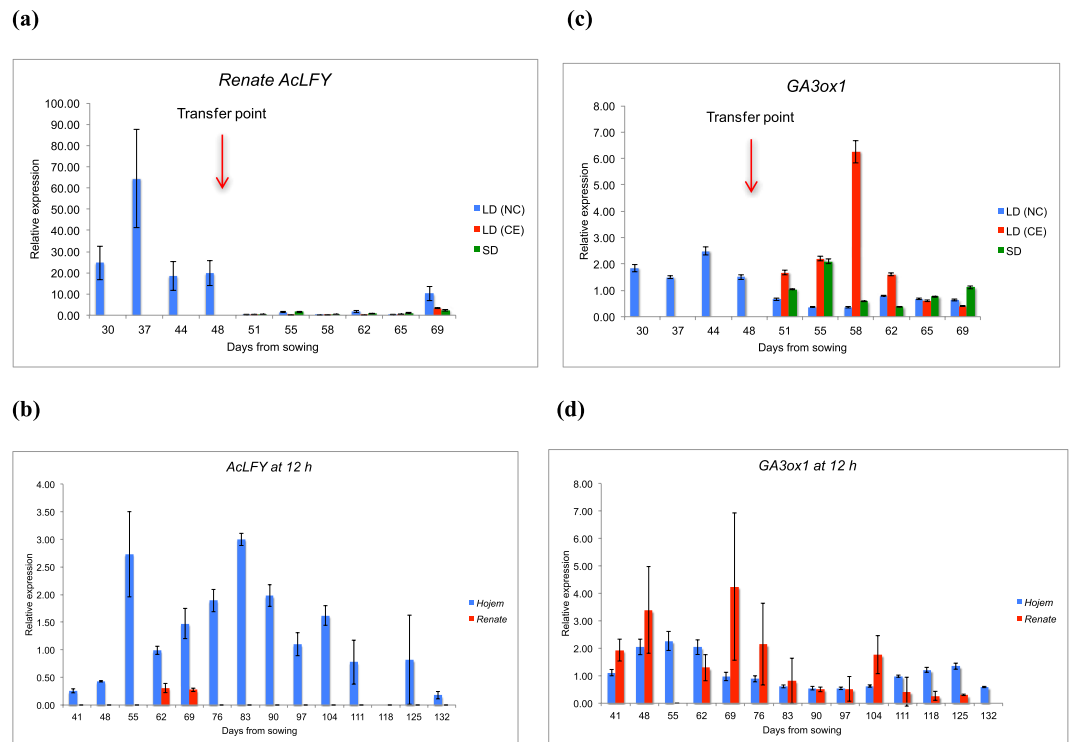 (a)
Renate AcLFY
Transfer point
Relative expression
100.00
90.00
80.00
70.00
60.00
50.00
40.00
30.00
20.00
10.00
0.00
30 37 44 48 51 55 58 62 65 69
Days from sowing
LD (NC)
LD (CE)
SD
(c)
GA3ox1
Transfer point
Relative expression
8.00
7.00
6.00
5.00
4.00
3.00
2.00
1.00
0.00
30 37 44 48 51 55 58 62 65 69
Days from sowing
LD (NC)
LD (CE)
SD
(b)
AcLFY at 12 h
Relative expression
4.00
3.50
3.00
2.50
2.00
1.50
1.00
0.50
0.00
41 48 55 62 69 76 83 90 97 104 111 118 125 132
Days from sowing
Hojem
Renate
(d)
GA3ox1 at 12 h
Relative expression
8.00
7.00
6.00
5.00
4.00
3.00
2.00
1.00
0.00
41 48 55 62 69 76 83 90 97 104 111 118 125 132
Days from sowing
Hojem
Renate